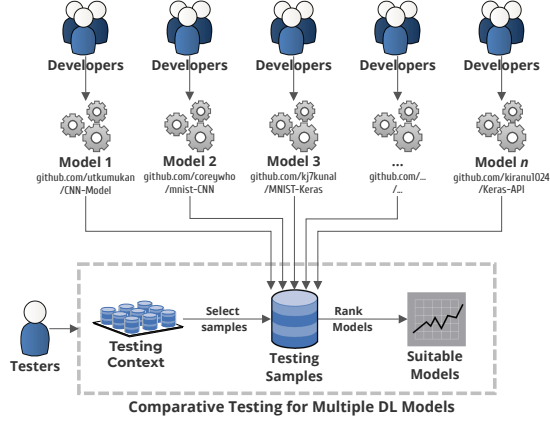 Developers Developers Developers Developers Developers
Model 1 Model 2 Model 3 ... Model n
github.com/utkumukan github.com/coreywho github.com/kj7kunal github.com/... github.com/kiranu1024
/CNN-Model /mnist-CNN /MNIST-Keras /... /Keras-API
Testers
Testing
Context
Select
samples
Testing
Samples
Rank
Models
Suitable
Models
Comparative Testing for Multiple DL Models